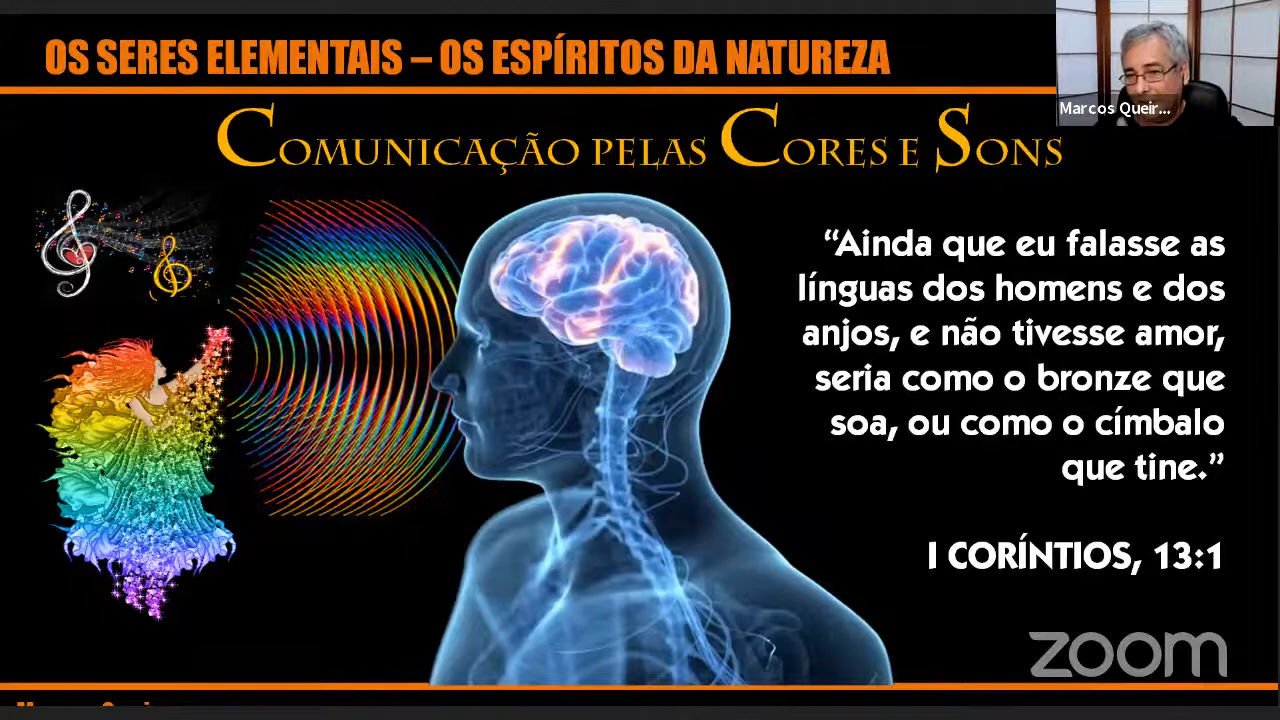 OS SERES ELEMENTAIS – OS ESPÍRITOS DA NATUREZA
Marcos Queir...
COMUNICAÇÃO PELAS CORES E SONS
“Ainda que eu falasse as
línguas dos homens e dos
anjos, e não tivesse amor,
seria como o bronze que
soa, ou como o címbalo
que tine.”
I CORÍNTIOS, 13:1
zoom